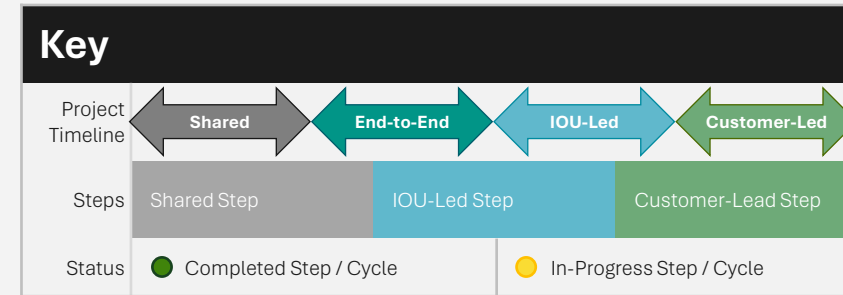 Key
Project
Timeline
Shared
End-to-End
IOU-Led
Customer-Led
Steps
Shared Step
IOU-Led Step
Customer-Lead Step
Status
Completed Step / Cycle
In-Progress Step / Cycle